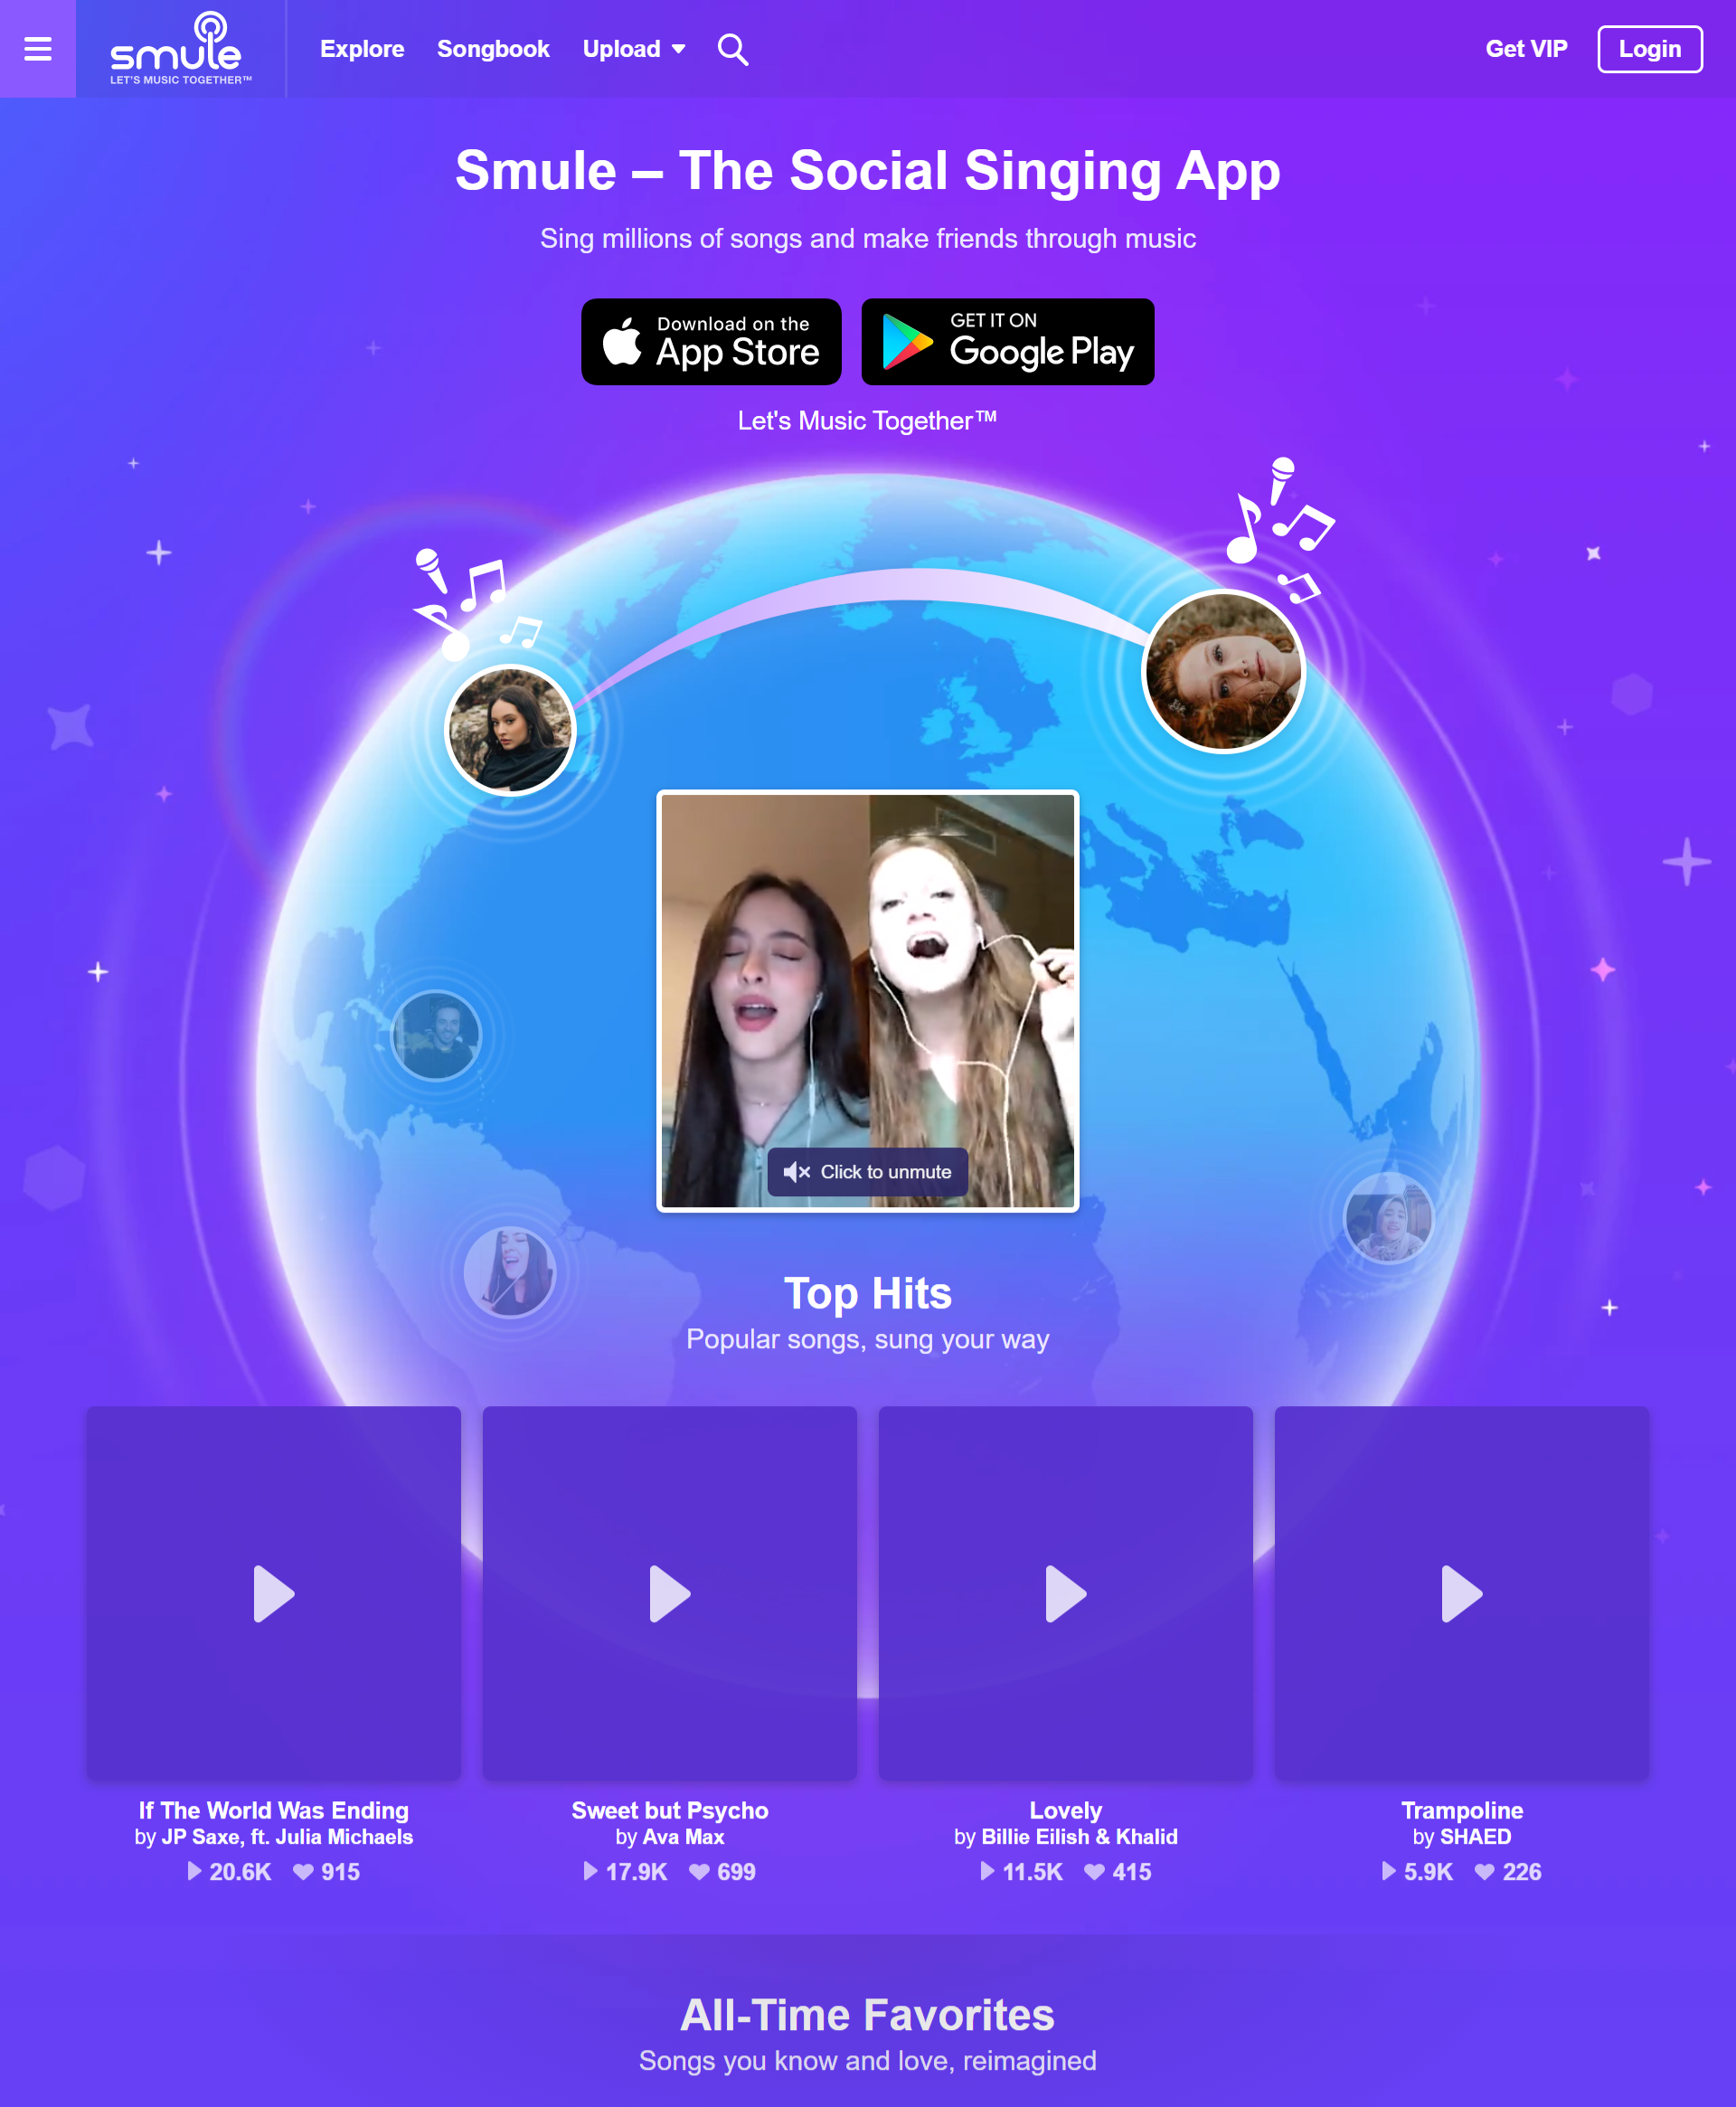 smule
LET'S MUSIC TOGETHER™
Explore
Songbook
Upload
Get VIP
Login
Smule – The Social Singing App
Sing millions of songs and make friends through music
Download on the
App Store
GET IT ON
Google Play
Let's Music Together™
Click to unmute
Top Hits
Popular songs, sung your way
If The World Was Ending
by JP Saxe, ft. Julia Michaels
20.6K 915
Sweet but Psycho
by Ava Max
17.9K 699
Lovely
by Billie Eilish & Khalid
11.5K 415
Trampoline
by SHAED
5.9K 226
All-Time Favorites
Songs you know and love, reimagined